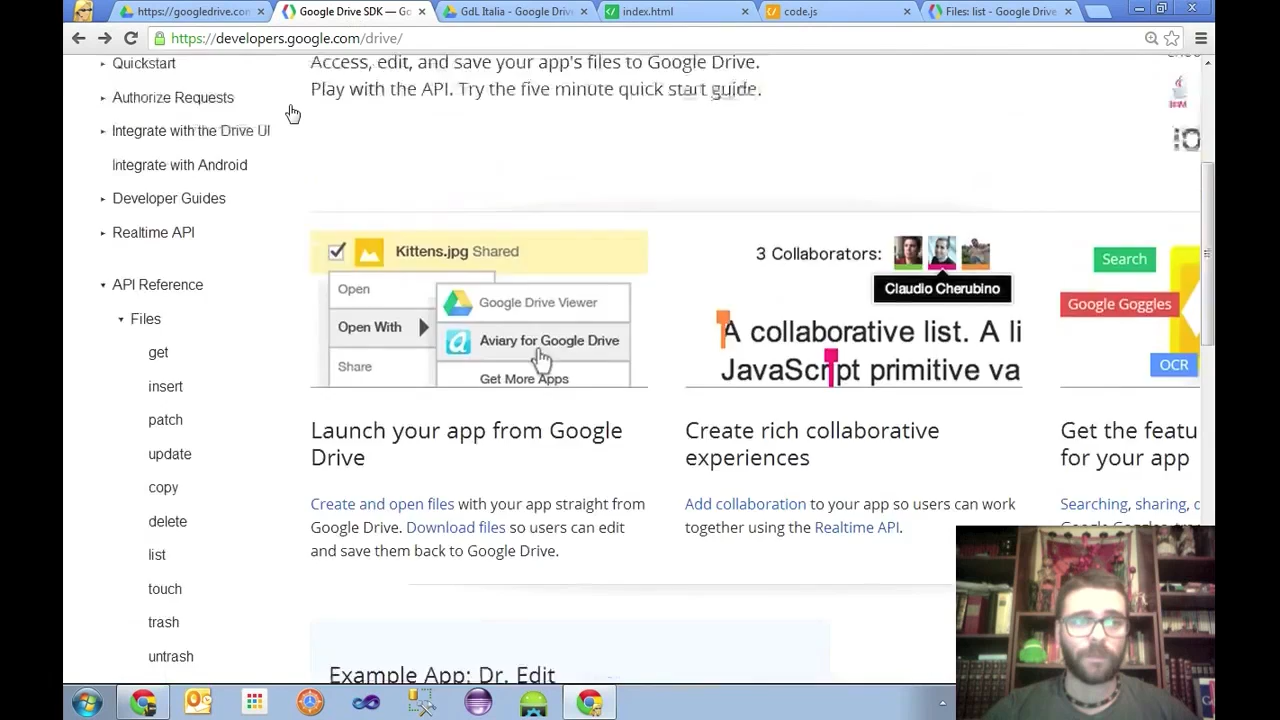 https://googledrive.com
Google Drive SDK — Go
GdL Italia - Google Drive
index.html
code.js
Files: list - Google Drive
https://developers.google.com/drive/
Quickstart
Authorize Requests
Integrate with the Drive UI
Integrate with Android
Developer Guides
Realtime API
API Reference
Files
get
insert
patch
update
copy
delete
list
touch
trash
untrash
Access, edit, and save your app's files to Google Drive.
Play with the API. Try the five minute quick start guide.
Kittens.jpg Shared
Open
Open With
Share
Google Drive Viewer
Aviary for Google Drive
Get More Apps
Launch your app from Google
Drive
Create and open files with your app straight from
Google Drive. Download files so users can edit
and save them back to Google Drive.
3 Collaborators:
Claudio Cherubino
A collaborative list. A li
JavaScript primitive va
Create rich collaborative
experiences
Add collaboration to your app so users can work
together using the Realtime API.
Search
Google Goggles
OCR
Get the featu
for your app
Searching, sharing,
Example App: Dr. Edit